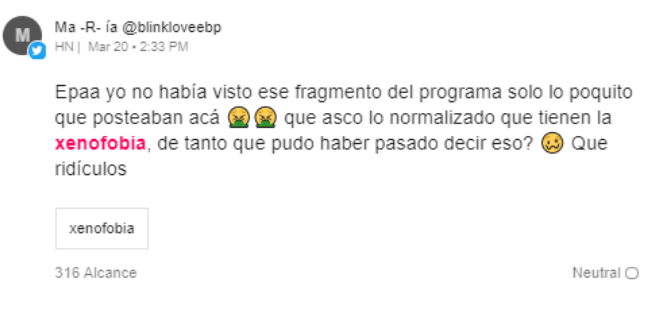 M
Ma -R- ía @blinkloveebp
HN | Mar 20 • 2:33 PM
Epaa yo no había visto ese fragmento del programa solo lo poquito
que posteaban acá 🤮🤮 que asco lo normalizado que tienen la
xenofobia, de tanto que pudo haber pasado decir eso? 🥴 Que
ridículos
xenofobia
316 Alcance
Neutral